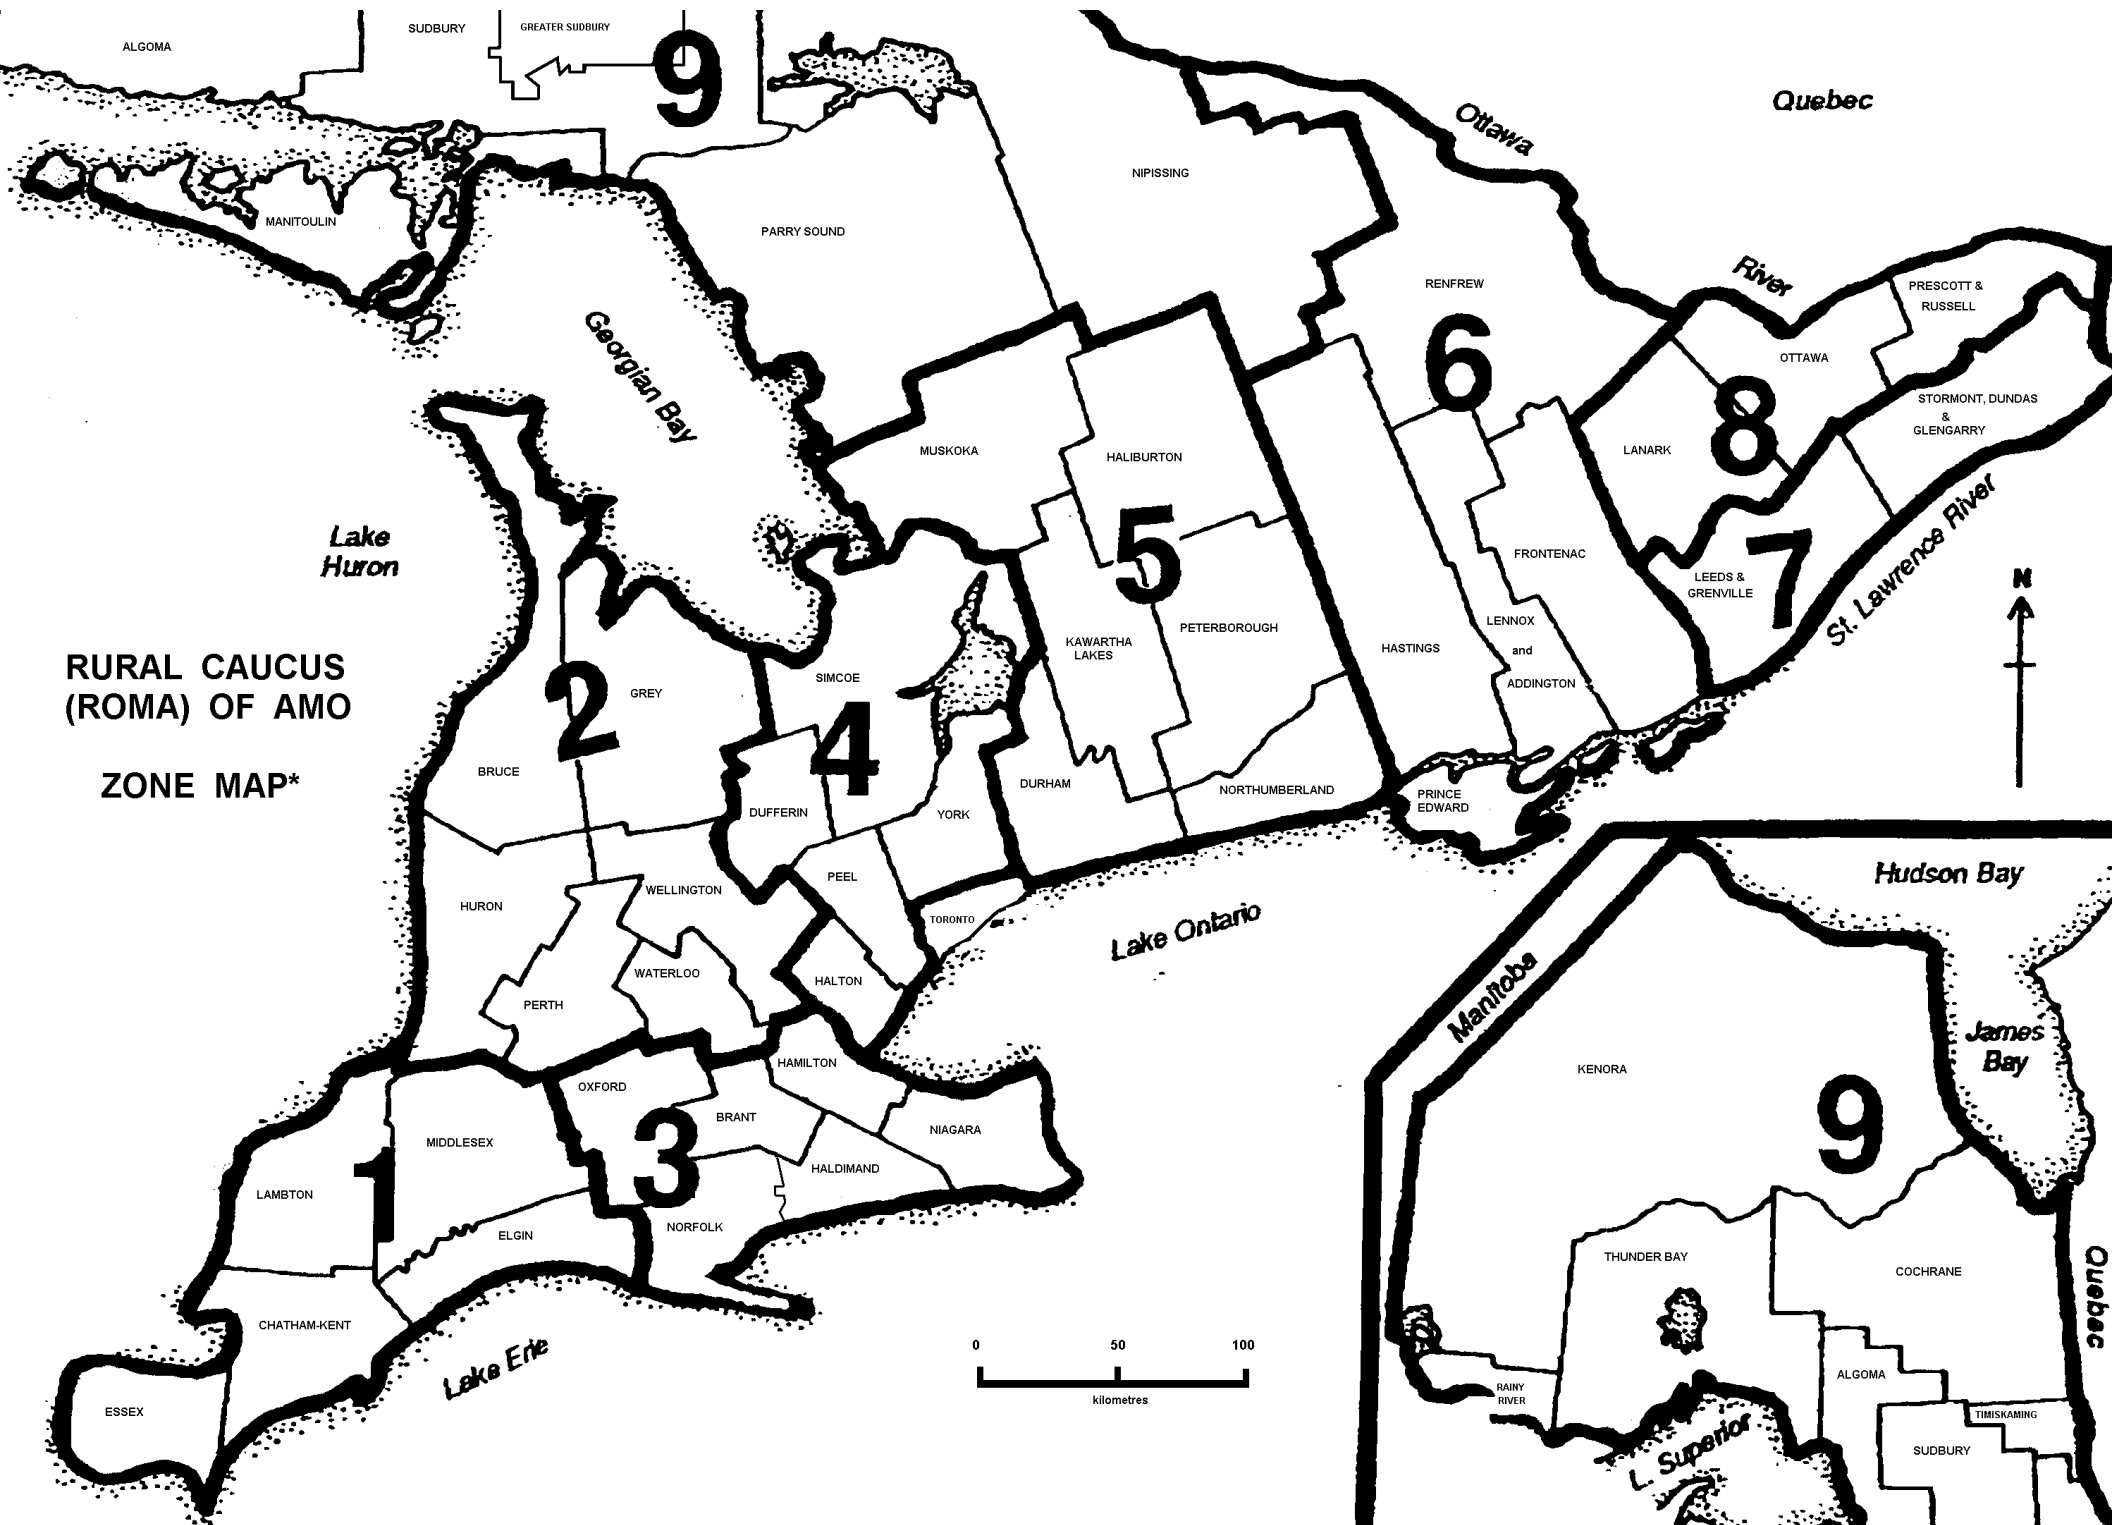 ALGOMA
SUDBURY
GREATER SUDBURY
9
Quebec
Ottawa
River
MANITOULIN
PARRY SOUND
NIPISSING
RENFREW
6
PRESCOTT &
RUSSELL
OTTAWA
8
STORMONT, DUNDAS
&
GLENGARRY
LANARK
Georgian Bay
MUSKOKA
HALIBURTON
5
Lake
Huron
FRONTENAC
7
LEEDS &
GRENVILLE
St. Lawrence River
N
RURAL CAUCUS
(ROMA) OF AMO
ZONE MAP*
2
GREY
SIMCOE
4
KAWARTHA
LAKES
PETERBOROUGH
HASTINGS
LENNOX
and
ADDINGTON
BRUCE
DUFFERIN
YORK
DURHAM
NORTHUMBERLAND
PRINCE
EDWARD
HURON
WELLINGTON
PEEL
TORONTO
Lake Ontario
PERTH
WATERLOO
HALTON
OXFORD
HAMILTON
BRANT
3
NIAGARA
HALDIMAND
NORFOLK
MIDDLESEX
1
LAMBTON
ELGIN
CHATHAM-KENT
ESSEX
Lake Erie
0 50 100
kilometres
Hudson Bay
Manitoba
James
Bay
KENORA
9
THUNDER BAY
COCHRANE
Quebec
RAINY
RIVER
ALGOMA
TIMISKAMING
SUDBURY
L. Superior